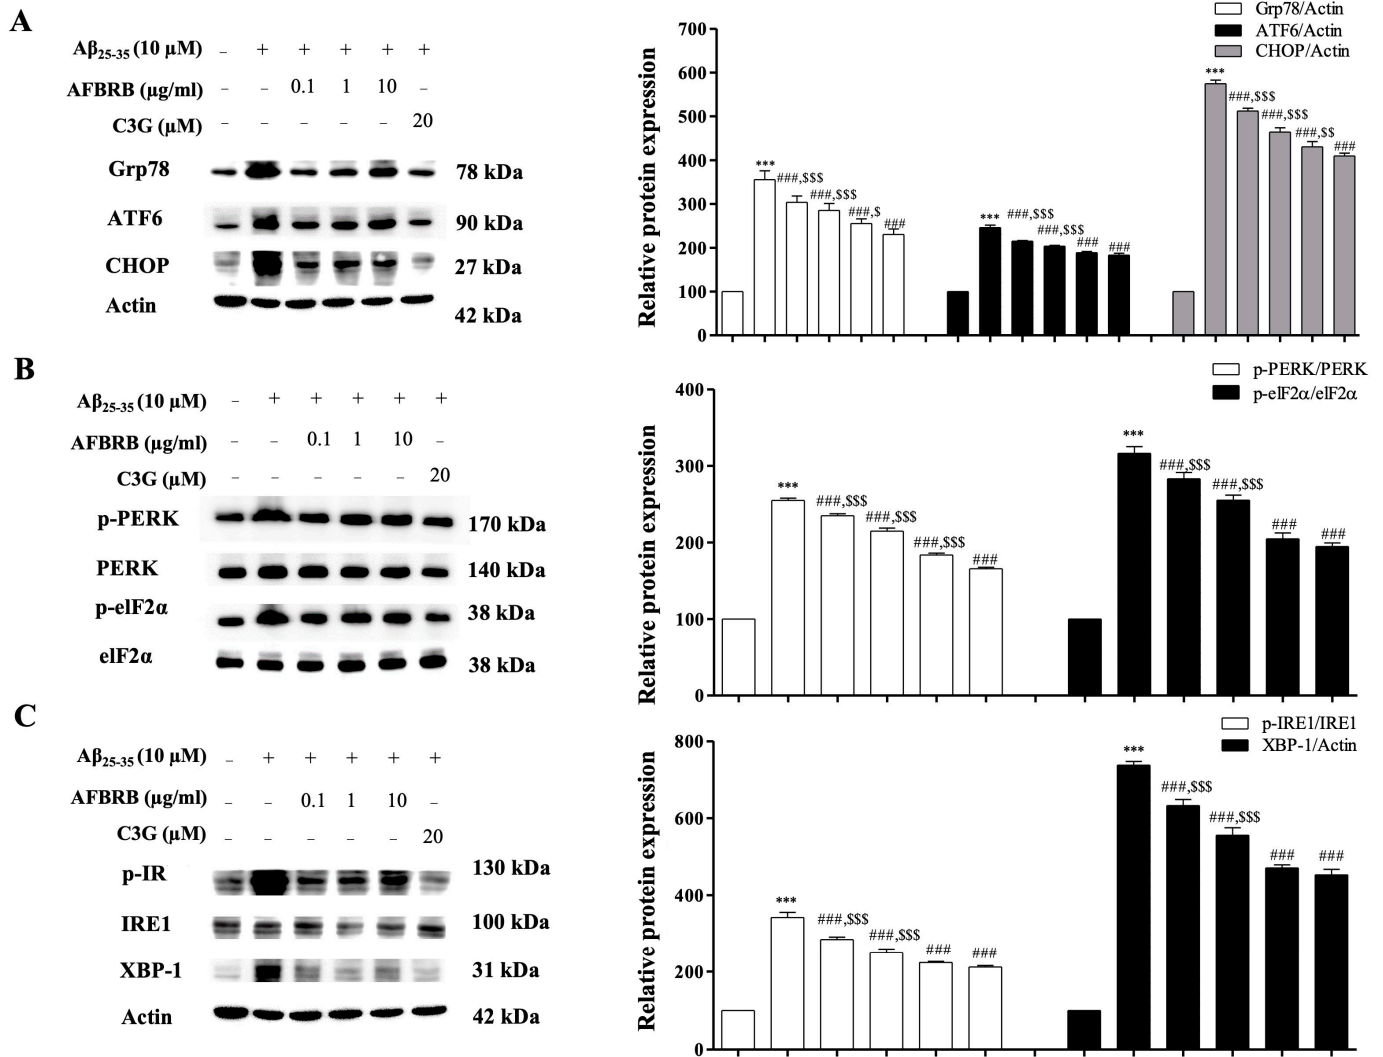 A
Aβ25-35 (10 µM) – + + + + +
AFBRB (µg/ml) – – 0.1 1 10 –
C3G (µM) – – – – – 20
Grp78 78 kDa
ATF6 90 kDa
CHOP 27 kDa
Actin 42 kDa
Grp78/Actin
ATF6/Actin
CHOP/Actin
Relative protein expression
700
600
500
400
300
200
100
0
*** ###,$$$ ###,$$$ ###,$ ###
*** ###,$$$ ###,$$$ ### ###
*** ###,$$$ ###,$$$ ###,$$ ###
B
Aβ25-35 (10 µM) – + + + + +
AFBRB (µg/ml) – – 0.1 1 10 –
C3G (µM) – – – – – 20
p-PERK 170 kDa
PERK 140 kDa
p-elF2α 38 kDa
elF2α 38 kDa
p-PERK/PERK
p-elF2α/elF2α
Relative protein expression
400
300
200
100
0
*** ###,$$$ ###,$$$ ###,$$$ ###
*** ###,$$$ ###,$$$ ### ###
C
Aβ25-35 (10 µM) – + + + + +
AFBRB (µg/ml) – – 0.1 1 10 –
C3G (µM) – – – – – 20
p-IR 130 kDa
IRE1 100 kDa
XBP-1 31 kDa
Actin 42 kDa
p-IRE1/IRE1
XBP-1/Actin
Relative protein expression
800
600
400
200
0
*** ###,$$$ ###,$$$ ### ###
*** ###,$$$ ###,$$$ ### ###